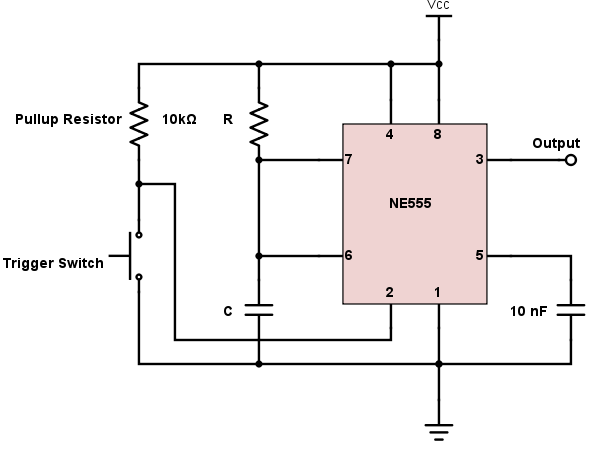 Vcc
Pullup Resistor
10kΩ
R
4
8
Output
7
3
NE555
Trigger Switch
6
5
2
1
C
10 nF